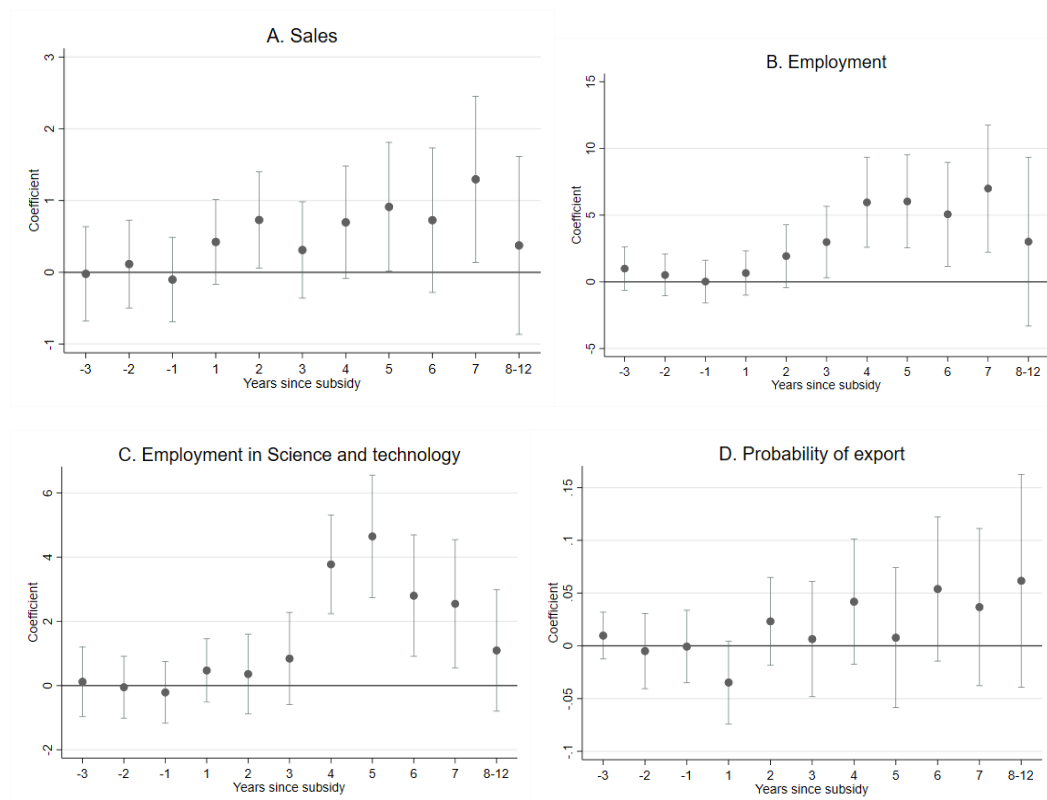 A. Sales
3
2
1
0
-1
Coefficient
-3 -2 -1 1 2 3 4 5 6 7 8-12
Years since subsidy
B. Employment
15
10
5
0
-5
Coefficient
-3 -2 -1 1 2 3 4 5 6 7 8-12
Years since subsidy
C. Employment in Science and technology
6
4
2
0
-2
Coefficient
-3 -2 -1 1 2 3 4 5 6 7 8-12
Years since subsidy
D. Probability of export
.15
.1
.05
0
-.05
-.1
Coefficient
-3 -2 -1 1 2 3 4 5 6 7 8-12
Years since subsidy